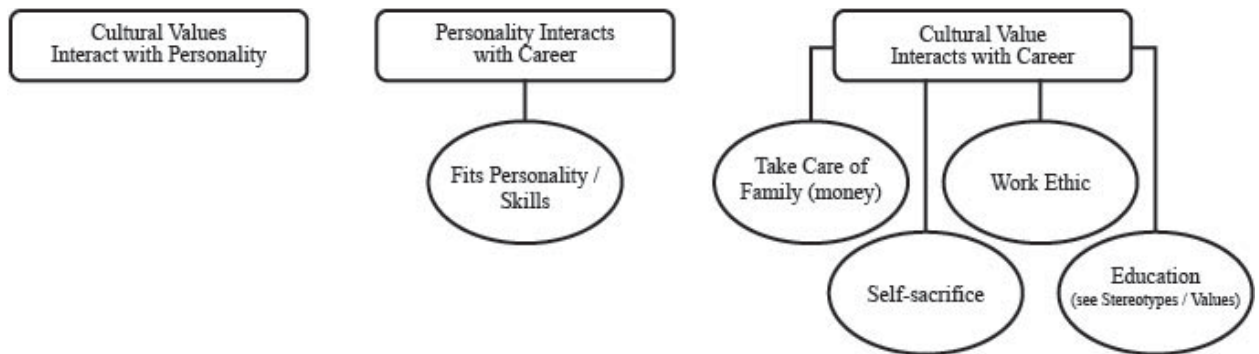 Cultural Values
Interact with Personality
Personality Interacts
with Career
Fits Personality /
Skills
Cultural Value
Interacts with Career
Take Care of
Family (money)
Work Ethic
Self-sacrifice
Education
(see Stereotypes / Values)